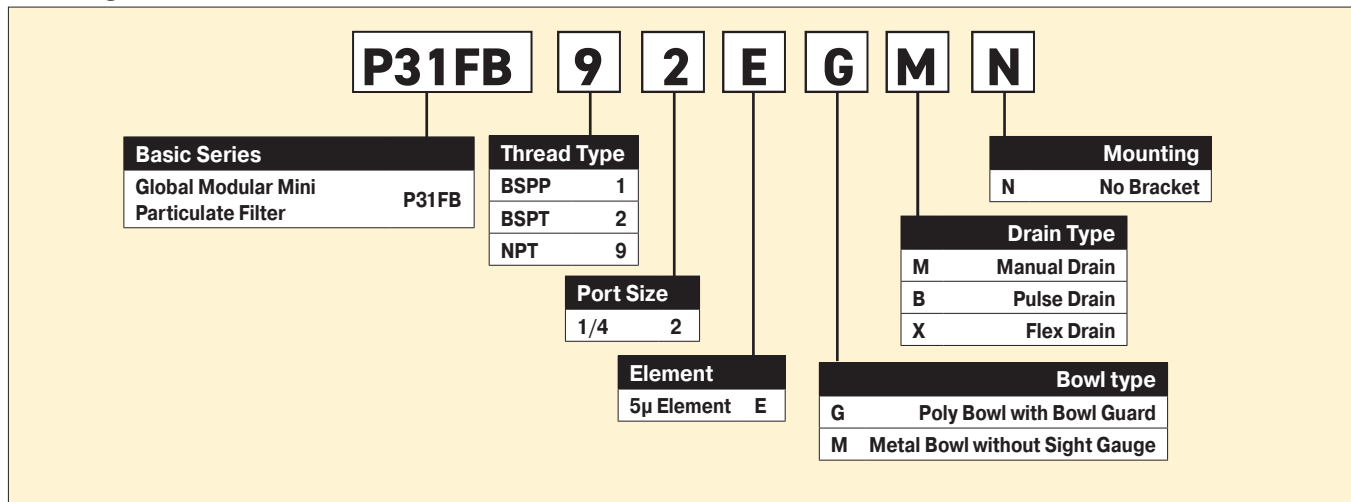 P31FB 9 2 E G M N
Basic Series
Global Modular Mini
Particulate Filter P31FB
Thread Type
BSPP 1
BSPT 2
NPT 9
Port Size
1/4 2
Element
5µ Element E
Mounting
N No Bracket
Drain Type
M Manual Drain
B Pulse Drain
X Flex Drain
Bowl type
G Poly Bowl with Bowl Guard
M Metal Bowl without Sight Gauge